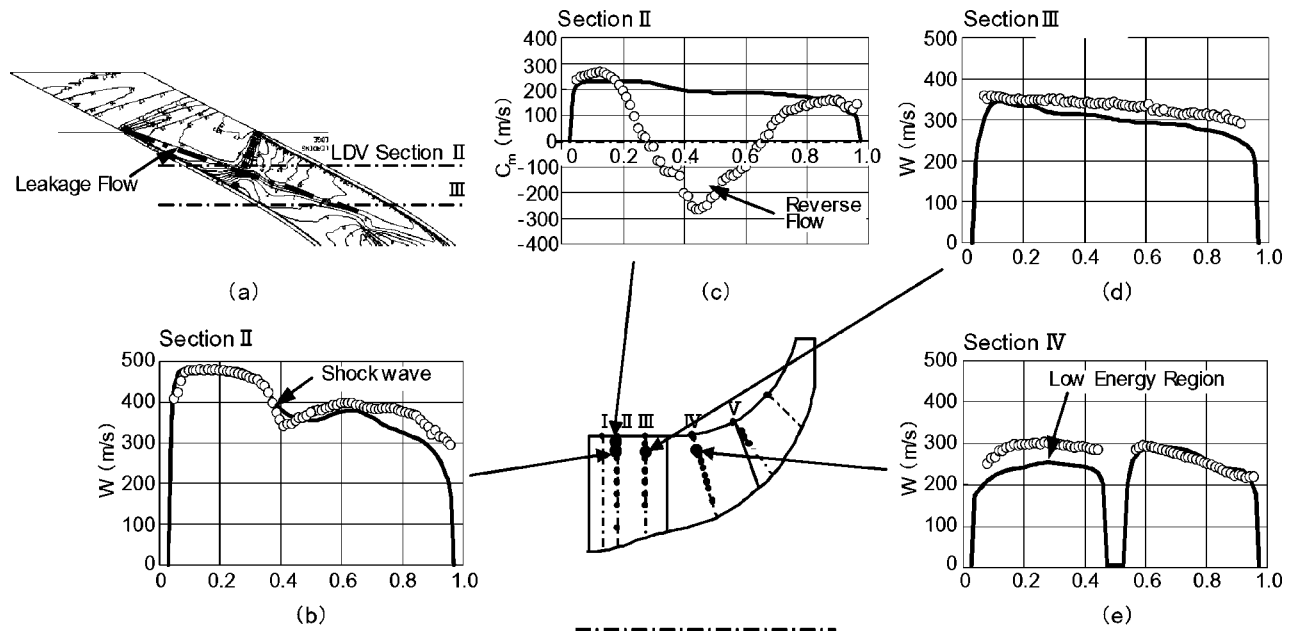 LDV Section Ⅱ
Ⅲ
Leakage Flow
(a)
Section Ⅱ
400
300
200
100
0
-100
-200
-300
-400
Cm (m/s)
0 0.2 0.4 0.6 0.8 1.0
Reverse
Flow
(c)
Section Ⅲ
500
400
300
200
100
0
W (m/s)
0 0.2 0.4 0.6 0.8 1.0
(d)
Section Ⅱ
500
400
300
200
100
0
W (m/s)
Shock wave
0 0.2 0.4 0.6 0.8 1.0
(b)
Ⅰ Ⅱ Ⅲ Ⅳ Ⅴ
Section Ⅳ
500
400
300
200
100
0
W (m/s)
Low Energy Region
0 0.2 0.4 0.6 0.8 1.0
(e)